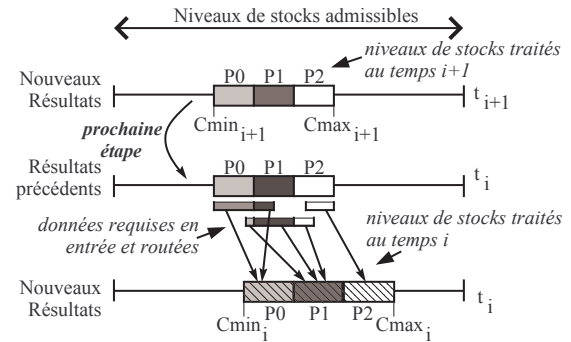 Niveaux de stocks admissibles
niveaux de stocks traités
au temps i+1
P0 P1 P2
Nouveaux
Résultats
t i+1
Cmin i+1 Cmax i+1
prochaine
étape
P0 P1 P2
Résultats
précédents
t i
données requises en
entrée et routées
niveaux de stocks traités
au temps i
Nouveaux
Résultats
t i
P0 P1 P2
Cmin i Cmax i